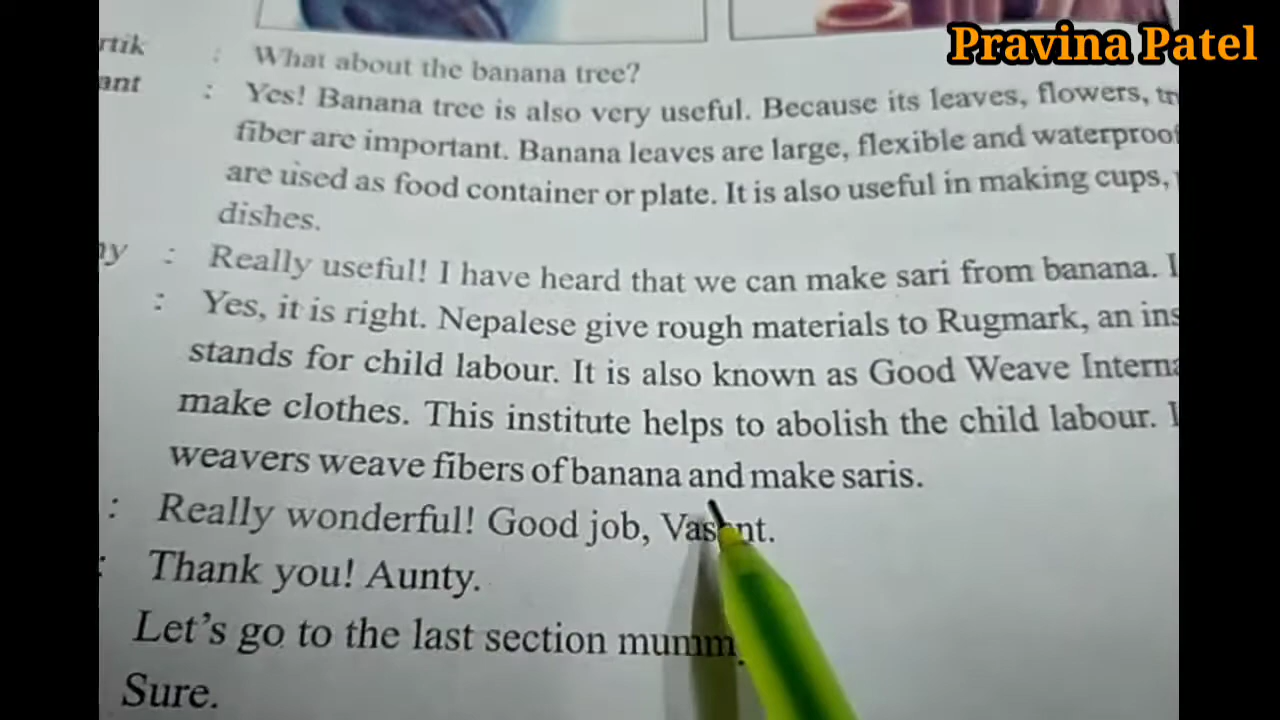 Pravina Patel
rtik : What about the banana tree?
ant : Yes! Banana tree is also very useful. Because its leaves, flowers,
fiber are important. Banana leaves are large, flexible and waterproof
are used as food container or plate. It is also useful in making cups,
dishes.
: Really useful! I have heard that we can make sari from banana. I
: Yes, it is right. Nepalese give rough materials to Rugmark, an ins
stands for child labour. It is also known as Good Weave Interna
make clothes. This institute helps to abolish the child labour. I
weavers weave fibers of banana and make saris.
: Really wonderful! Good job, Vasant.
: Thank you! Aunty.
Let's go to the last section mumm
Sure.